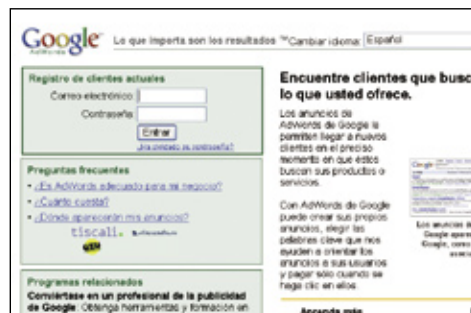 Google
AdWords
Lo que importa son los resultados ™
Cambiar idioma: Español
Registro de clientes actuales
Correo electrónico:
Contraseña:
Entrar
¿Ha olvidado su contraseña?
Preguntas frecuentes
• ¿Es AdWords adecuado para mi negocio?
• ¿Cuánto cuesta?
• ¿Dónde aparecerán mis anuncios?
tiscali.
Programas relacionados
Conviértase en un profesional de la publicidad
de Google. Obtenga herramientas y formación en
Encuentre clientes que busc
lo que usted ofrece.
Los anuncios de
AdWords de Google le
permiten llegar a nuevos
clientes en el preciso
momento en que éstos
buscan sus productos o
servicios.
Con AdWords de Google
puede crear sus propios
anuncios, elegir las
palabras clave que nos
ayuden a orientar los
anuncios a sus usuarios
y pagar sólo cuando se
haga clic en ellos.
Google
Los anuncios de
Google apare
Google, com
Aprenda más